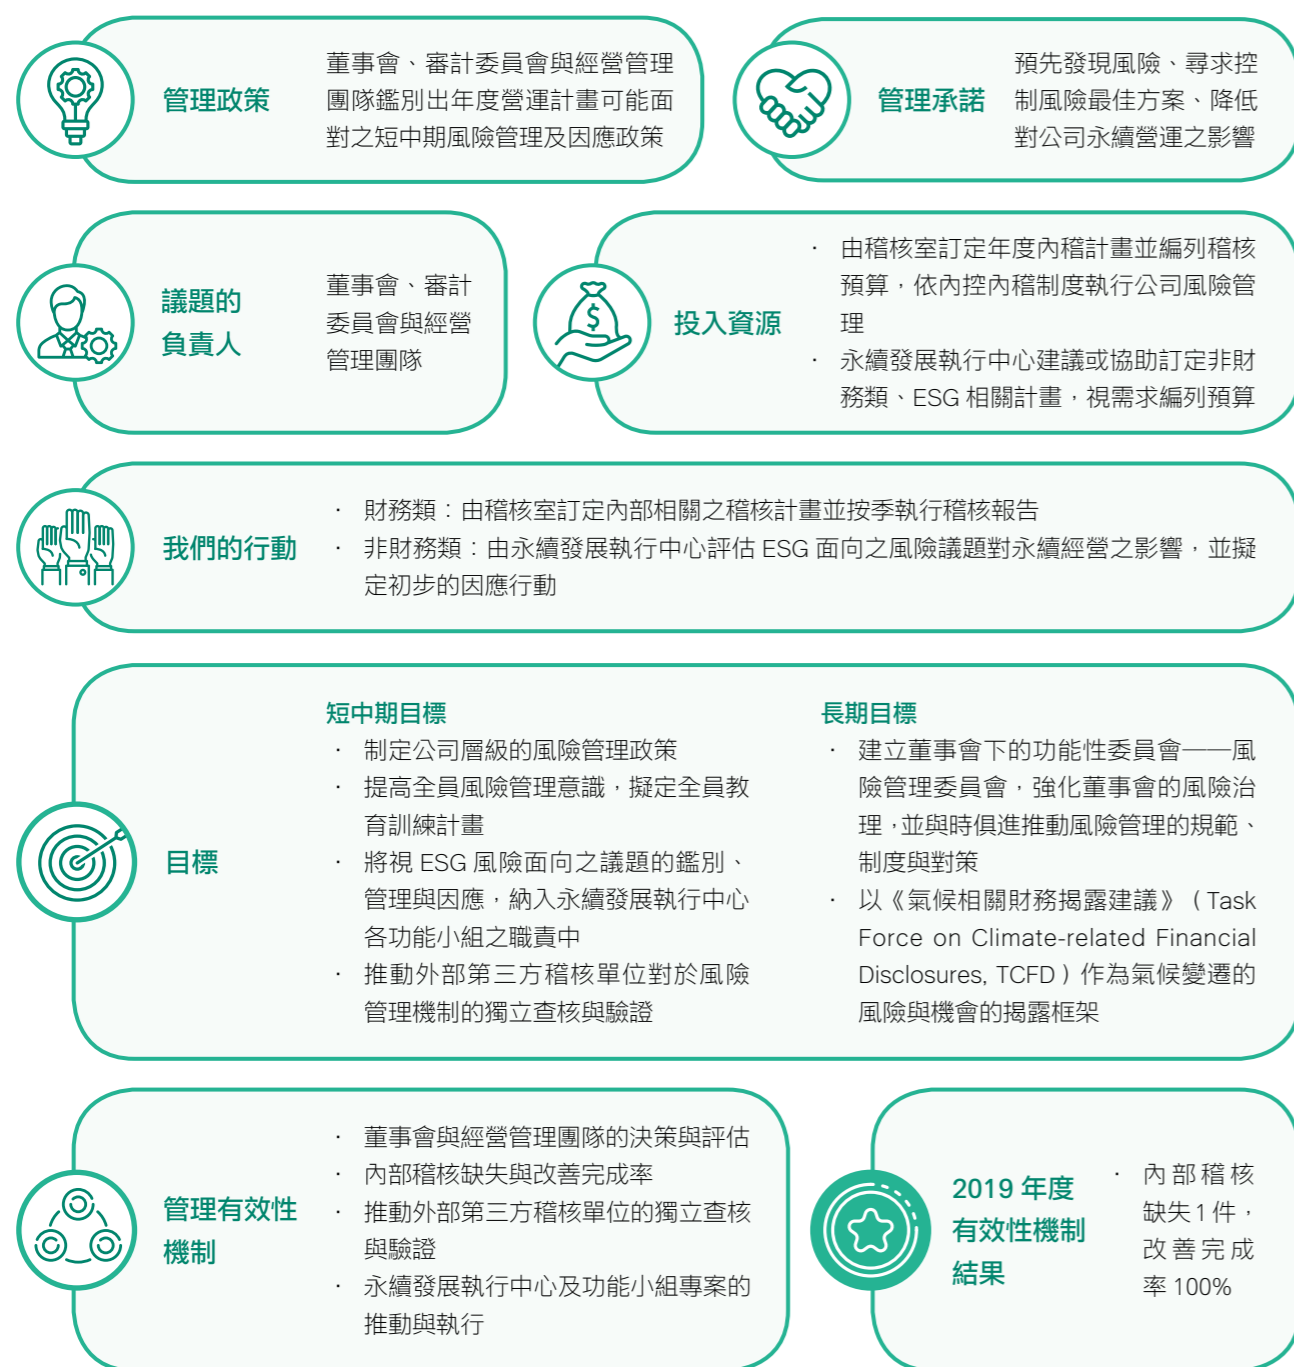 管理政策
董事會、審計委員會與經營管理
團隊鑑別出年度營運計畫可能面
對之短中期風險管理及因應政策
管理承諾
預先發現風險、尋求控
制風險最佳方案、降低
對公司永續營運之影響
議題的
負責人
董事會、審計
委員會與經營
管理團隊
投入資源
· 由稽核室訂定年度內稽計畫並編列稽核
預算，依內控內稽制度執行公司風險管
理
· 永續發展執行中心建議或協助訂定非財
務類、ESG 相關計畫，視需求編列預算
我們的行動
· 財務類：由稽核室訂定內部相關之稽核計畫並按季執行稽核報告
· 非財務類：由永續發展執行中心評估 ESG 面向之風險議題對永續經營之影響，並擬
定初步的因應行動
目標
短中期目標
· 制定公司層級的風險管理政策
· 提高全員風險管理意識，擬定全員教
育訓練計畫
· 將視 ESG 風險面向之議題的鑑別、
管理與因應，納入永續發展執行中心
各功能小組之職責中
· 推動外部第三方稽核單位對於風險
管理機制的獨立查核與驗證
長期目標
· 建立董事會下的功能性委員會——風
險管理委員會，強化董事會的風險治
理，並與時俱進推動風險管理的規範、
制度與對策
· 以《氣候相關財務揭露建議》（Task
Force on Climate-related Financial
Disclosures, TCFD）作為氣候變遷的
風險與機會的揭露框架
管理有效性
機制
· 董事會與經營管理團隊的決策與評估
· 內部稽核缺失與改善完成率
· 推動外部第三方稽核單位的獨立查核
與驗證
· 永續發展執行中心及功能小組專案的
推動與執行
2019 年度
有效性機制
結果
· 內部稽核
缺失1件，
改善完成
率 100%